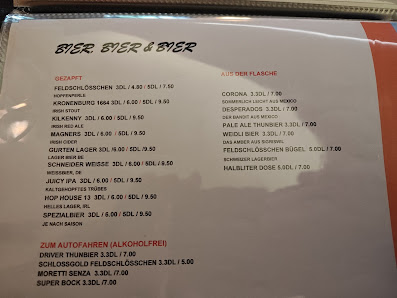 BIER, BIER & BIER
GEZAPFT
FELDSCHLÖSSCHEN 3DL / 4.80 / 5DL / 7.50
HOPFENPERLE
KRONENBURG 1664 3DL / 6.00 / 5DL / 9.50
IRISH STOUT
KILKENNY 3DL / 6.00 / 5DL / 9.50
IRISH RED ALE
MAGNERS 3DL / 6.00 / 5DL / 9.50
IRISH CIDER
GURTEN LAGER 3DL /6.00 / 5DL /9.50
LAGER BIER BE
SCHNEIDER WEISSE 3DL / 6.00 / 5DL / 9.50
WEISSBIER, DE
JUICY IPA 3DL / 6.00 / 5DL / 9.50
KALTGEHOPFTES TRÜBES
HOP HOUSE 13 3DL / 6.00 / 5DL / 9.50
HELLES LAGER, IRL
SPEZIALBIER 3DL / 6.00 / 5DL / 9.50
JE NACH SAISON
ZUM AUTOFAHREN (ALKOHOLFREI)
DRIVER THUNBIER 3.3DL / 7.00
SCHLOSSGOLD FELDSCHLÖSSCHEN 3.3DL / 5.00
MORETTI SENZA 3.3DL / 7.00
SUPER BOCK 3.3DL /7.00
AUS DER FLASCHE
CORONA 3.3DL / 7.00
SOMMERLICH LEICHT AUS MEXICO
DESPERADOS 3.3DL / 7.00
DER BANDIT AUS MEXICO
PALE ALE THUNBIER 3.3DL / 7.00
WEIDLI BIER 3.3DL / 7.00
DAS AMBER AUS SIGRISWIL
FELDSCHLÖSSCHEN BÜGEL 5.0DL / 7.00
SCHWEIZER LAGERBIER
HALBLITER DOSE 5.0DL / 7.00